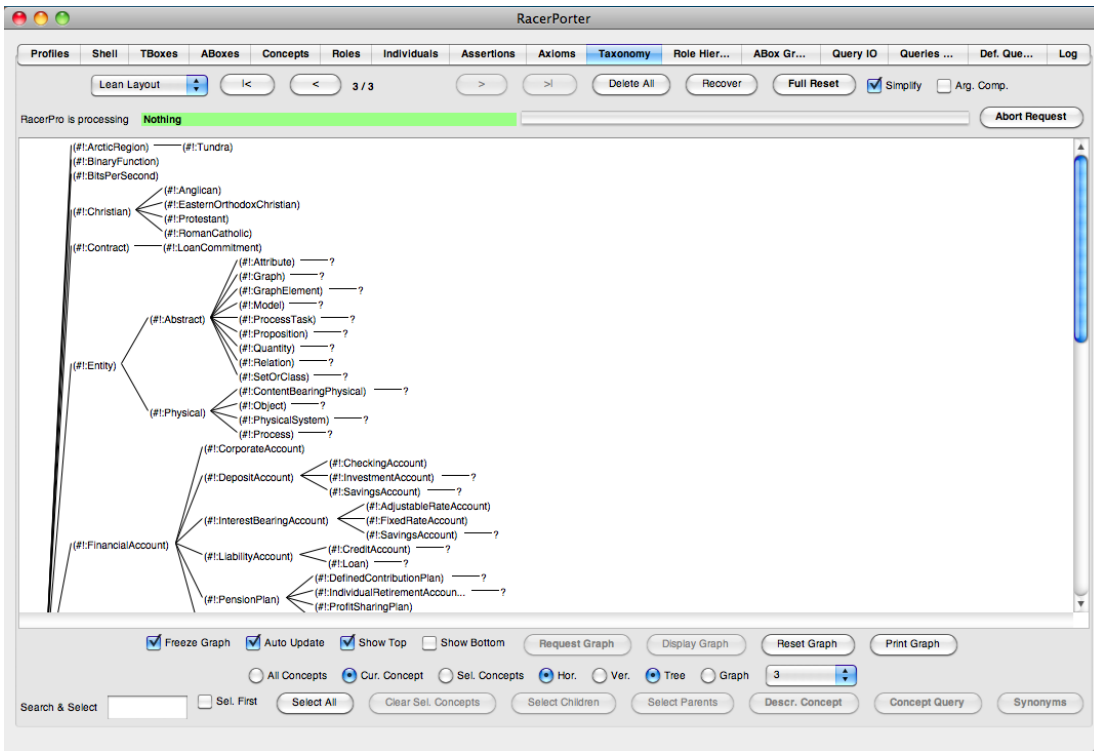 RacerPorter
Profiles Shell TBoxes ABoxes Concepts Roles Individuals Assertions Axioms Taxonomy Role Hier... ABox Gr... Query IO Queries ... Def. Que... Log
Lean Layout |< < 3 / 3 > >| Delete All Recover Full Reset Simplify Arg. Comp.
RacerPro is processing Nothing Abort Request
(#!:ArcticRegion) (#!:Tundra)
(#!:BinaryFunction)
(#!:BitsPerSecond)
(#!:Anglican)
(#!:EasternOrthodoxChristian)
(#!:Christian)
(#!:Protestant)
(#!:RomanCatholic)
(#!:Contract) (#!:LoanCommitment)
(#!:Attribute) ?
(#!:Graph) ?
(#!:GraphElement) ?
(#!:Model) ?
(#!:Abstract) (#!:ProcessTask) ?
(#!:Proposition) ?
(#!:Quantity) ?
(#!:Relation) ?
(#!:Entity)
(#!:SetOrClass) ?
(#!:ContentBearingPhysical) ?
(#!:Object) ?
(#!:Physical)
(#!:PhysicalSystem) ?
(#!:Process) ?
(#!:CorporateAccount)
(#!:CheckingAccount)
(#!:DepositAccount) (#!:InvestmentAccount) ?
(#!:SavingsAccount) ?
(#!:AdjustableRateAccount)
(#!:InterestBearingAccount) (#!:FixedRateAccount)
(#!:SavingsAccount) ?
(#!:FinancialAccount)
(#!:CreditAccount) ?
(#!:LiabilityAccount)
(#!:Loan) ?
(#!:DefinedContributionPlan) ?
(#!:IndividualRetirementAccoun... ?
(#!:PensionPlan)
(#!:ProfitSharingPlan)
Freeze Graph Auto Update Show Top Show Bottom Request Graph Display Graph Reset Graph Print Graph
All Concepts Cur. Concept Sel. Concepts Hor. Ver. Tree Graph 3
Search & Select Sel. First Select All Clear Sel. Concepts Select Children Select Parents Descr. Concept Concept Query Synonyms